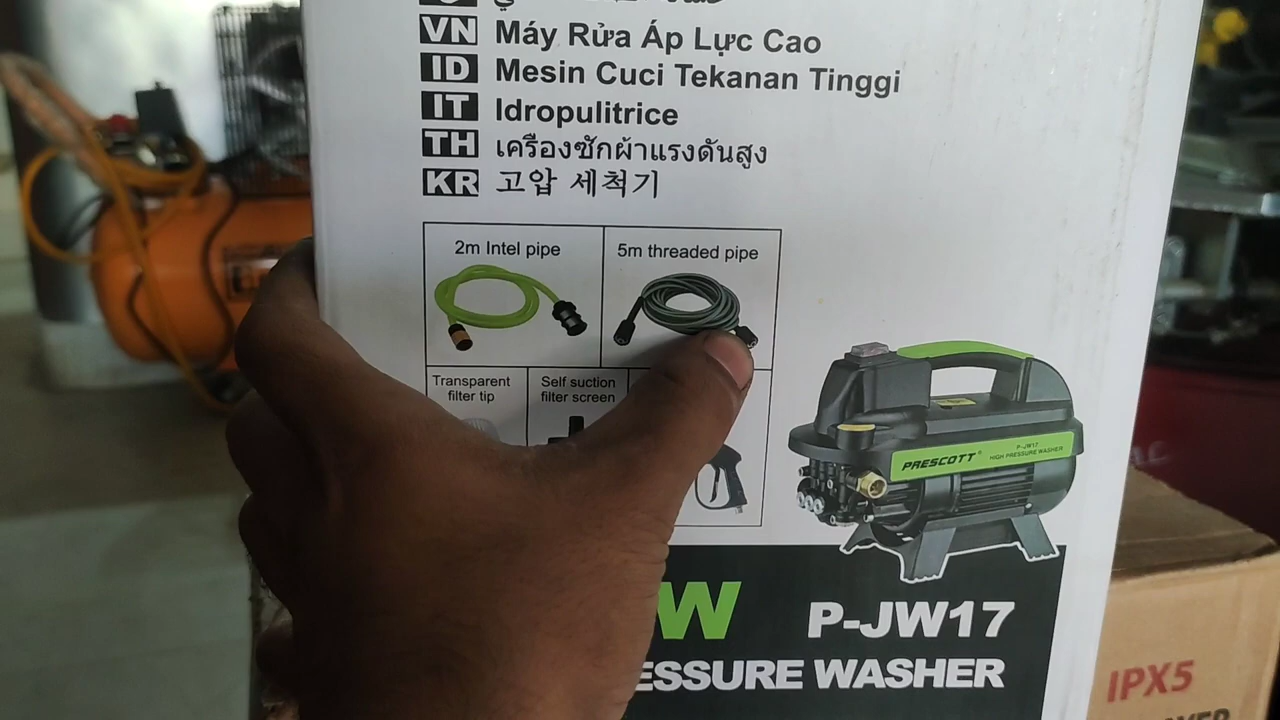 VN Máy Rửa Áp Lực Cao
ID Mesin Cuci Tekanan Tinggi
IT Idropulitrice
TH เครื่องซักผ้าแรงดันสูง
KR 고압 세척기
2m Intel pipe
5m threaded pipe
Transparent
filter tip
Self suction
filter screen
P-JW17
PRESCOTT® HIGH PRESSURE WASHER
W P-JW17
ESSURE WASHER
IPX5